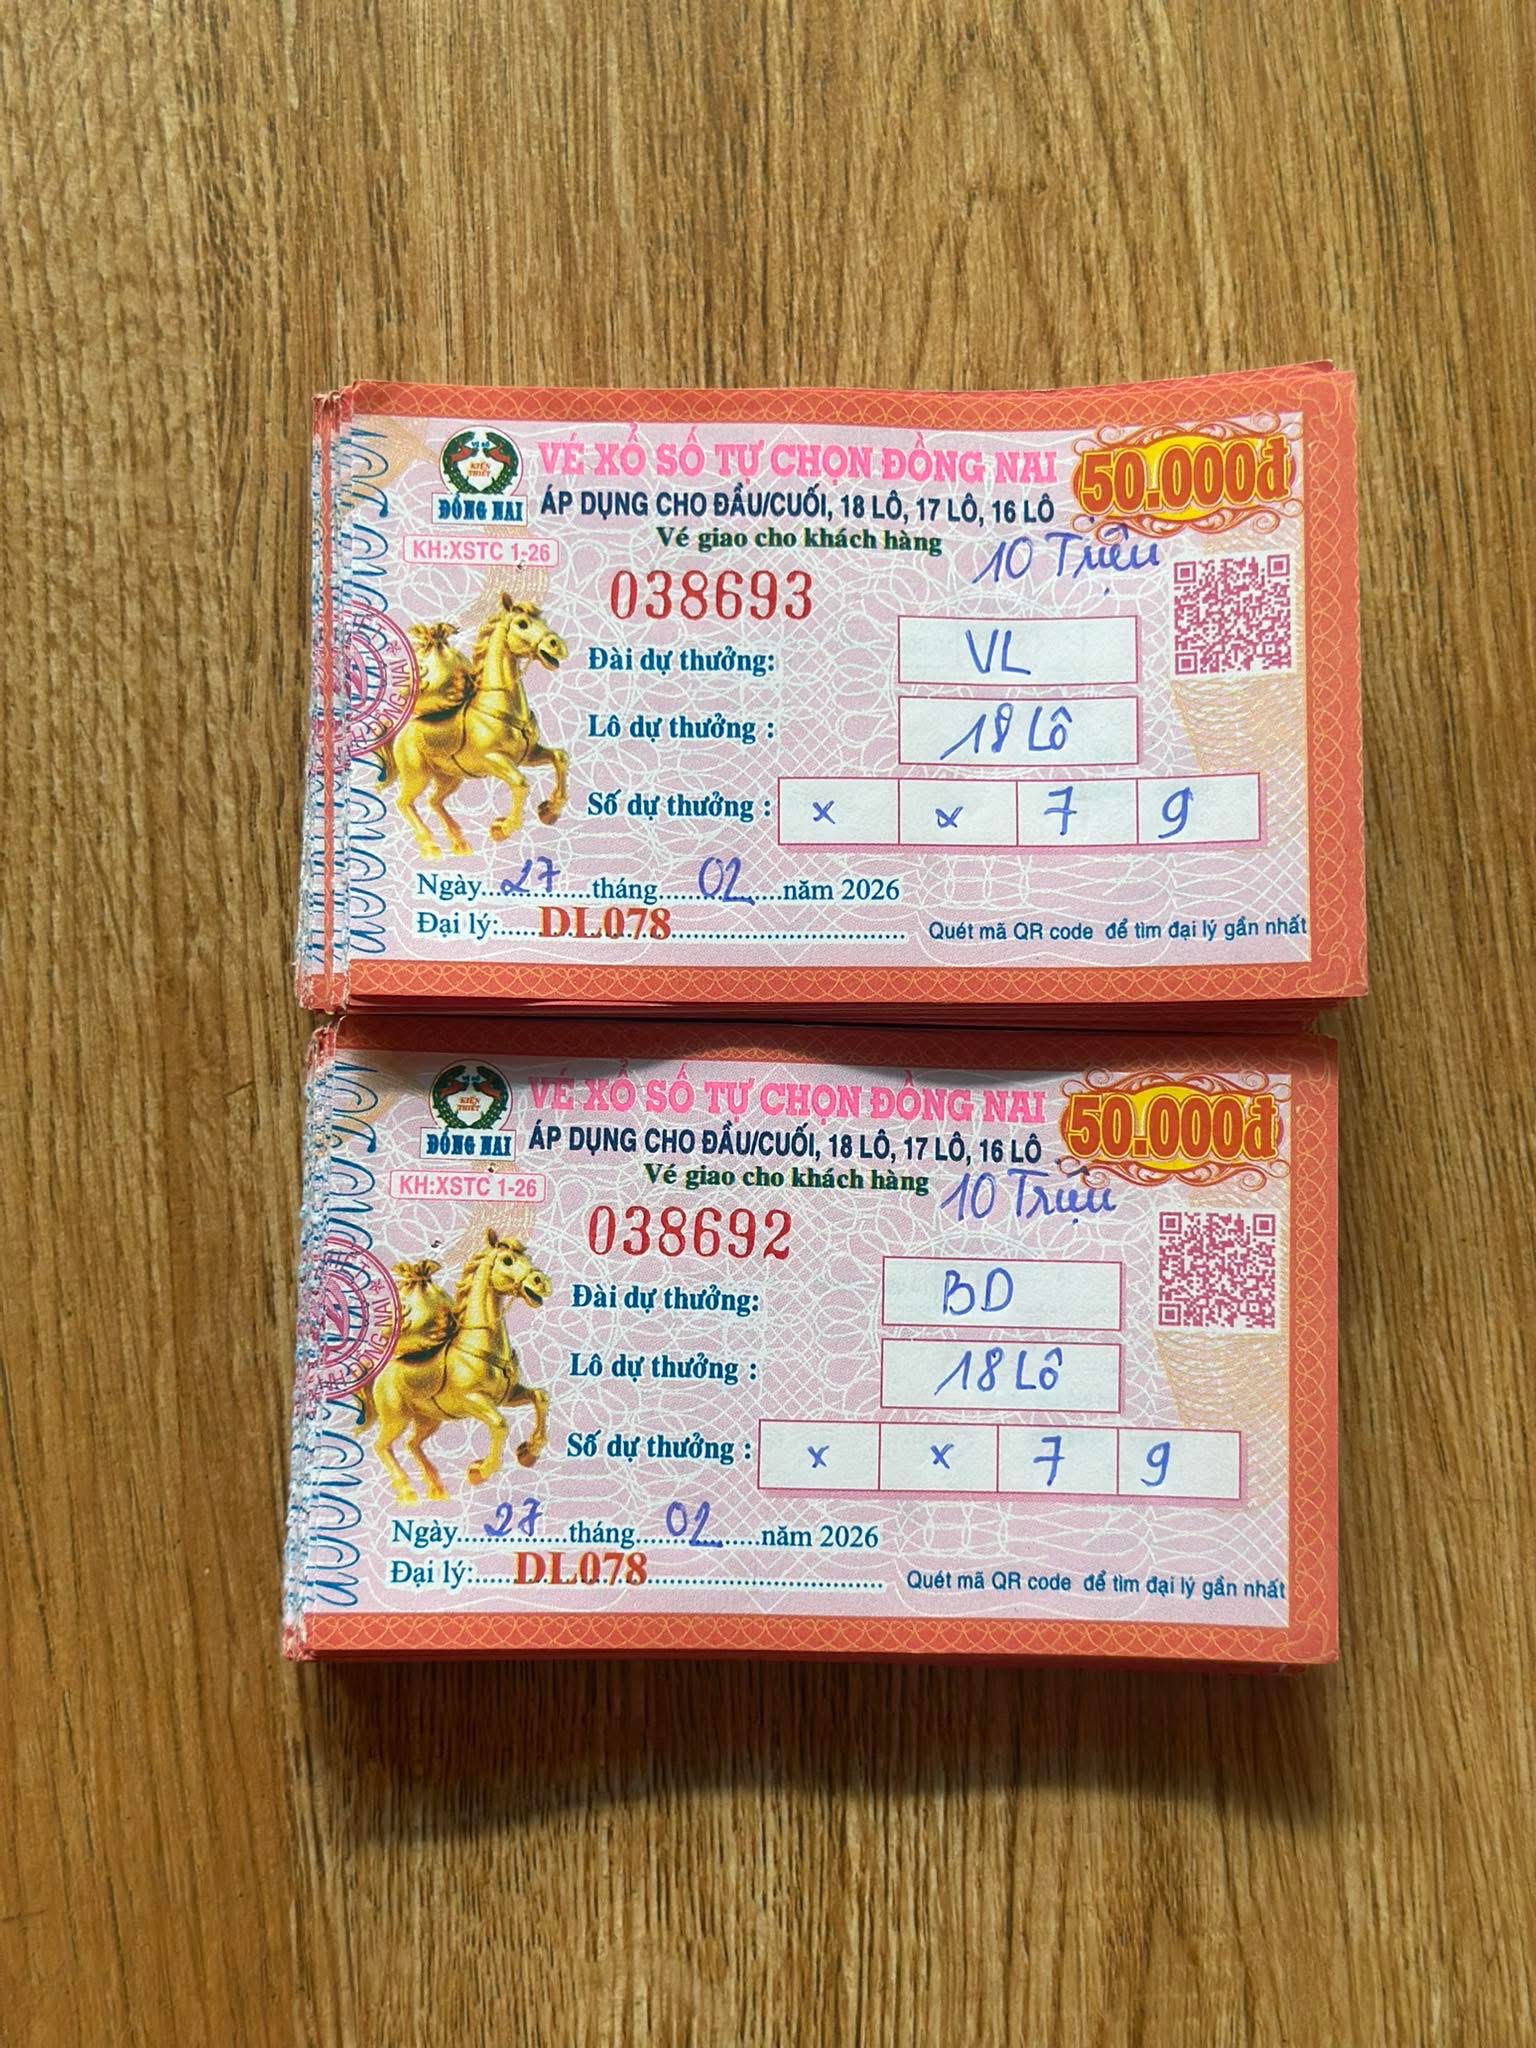 VÉ XỔ SỐ TỰ CHỌN ĐỒNG NAI
50.000đ
KIẾN THIẾT
ĐỒNG NAI
ÁP DỤNG CHO ĐẦU/CUỐI, 18 LÔ, 17 LÔ, 16 LÔ
Vé giao cho khách hàng
KH:XSTC 1-26
10 Triệu
038693
Đài dự thưởng: VL
Lô dự thưởng : 18 Lô
Số dự thưởng : x x 7 9
Ngày....27....tháng....02....năm 2026
Đại lý:.....DL078
Quét mã QR code để tìm đại lý gần nhất
VÉ XỔ SỐ TỰ CHỌN ĐỒNG NAI
50.000đ
KIẾN THIẾT
ĐỒNG NAI
ÁP DỤNG CHO ĐẦU/CUỐI, 18 LÔ, 17 LÔ, 16 LÔ
Vé giao cho khách hàng
KH:XSTC 1-26
10 Triệu
038692
Đài dự thưởng: BD
Lô dự thưởng : 18 Lô
Số dự thưởng : x x 7 9
Ngày....27....tháng....02....năm 2026
Đại lý:.....DL078
Quét mã QR code để tìm đại lý gần nhất